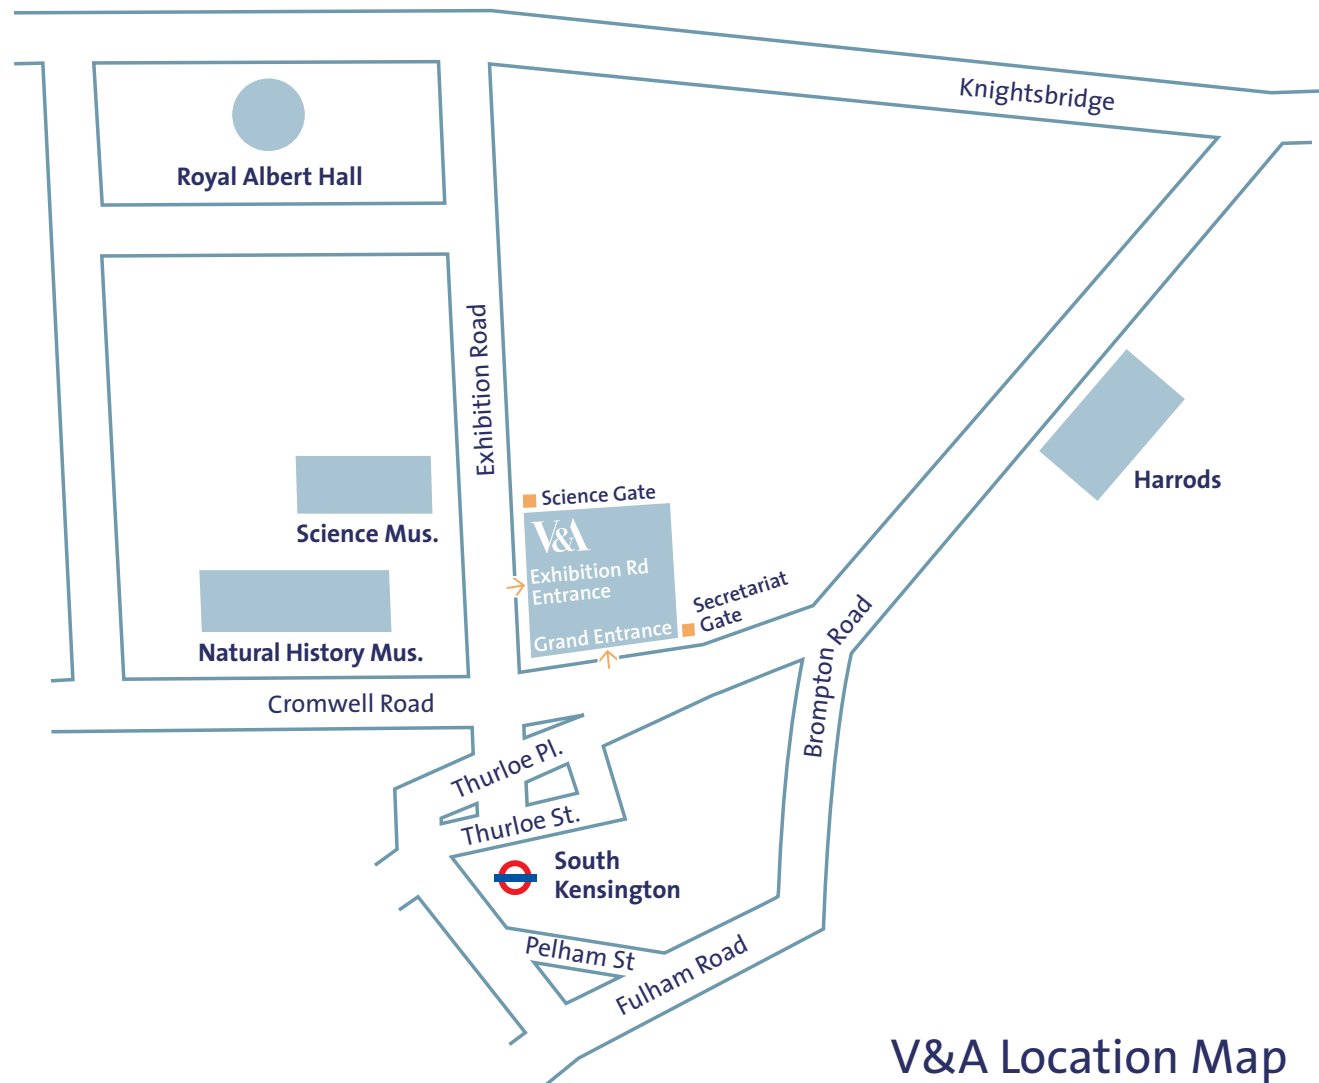 Knightsbridge
Royal Albert Hall
Exhibition Road
Harrods
Science Gate
Science Mus.
V&A
Exhibition Rd
Entrance
Secretariat
Gate
Grand Entrance
Natural History Mus.
Cromwell Road
Brompton Road
Thurloe Pl.
Thurloe St.
South
Kensington
Pelham St
Fulham Road
V&A Location Map